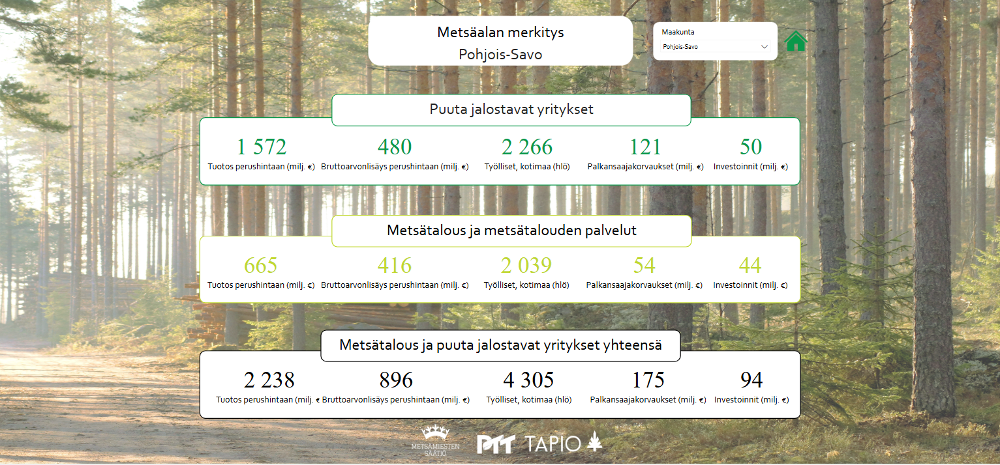 Metsäalan merkitys
Pohjois-Savo
Maakunta
Pohjois-Savo
Puuta jalostavat yritykset
1 572 480 2 266 121 50
Tuotos perushintaan (milj. €) Bruttoarvonlisäys perushintaan (milj. €) Työlliset, kotimaa (hlö) Palkansaajakorvaukset (milj. €) Investoinnit (milj. €)
Metsätalous ja metsätalouden palvelut
665 416 2 039 54 44
Tuotos perushintaan (milj. €) Bruttoarvonlisäys perushintaan (milj. €) Työlliset, kotimaa (hlö) Palkansaajakorvaukset (milj. €) Investoinnit (milj. €)
Metsätalous ja puuta jalostavat yritykset yhteensä
2 238 896 4 305 175 94
Tuotos perushintaan (milj. € Bruttoarvonlisäys perushintaan (milj. €) Työlliset, kotimaa (hlö) Palkansaajakorvaukset (milj. €) Investoinnit (milj. €)
METSÄMIESTEN
SÄÄTIÖ
PTT TAPIO